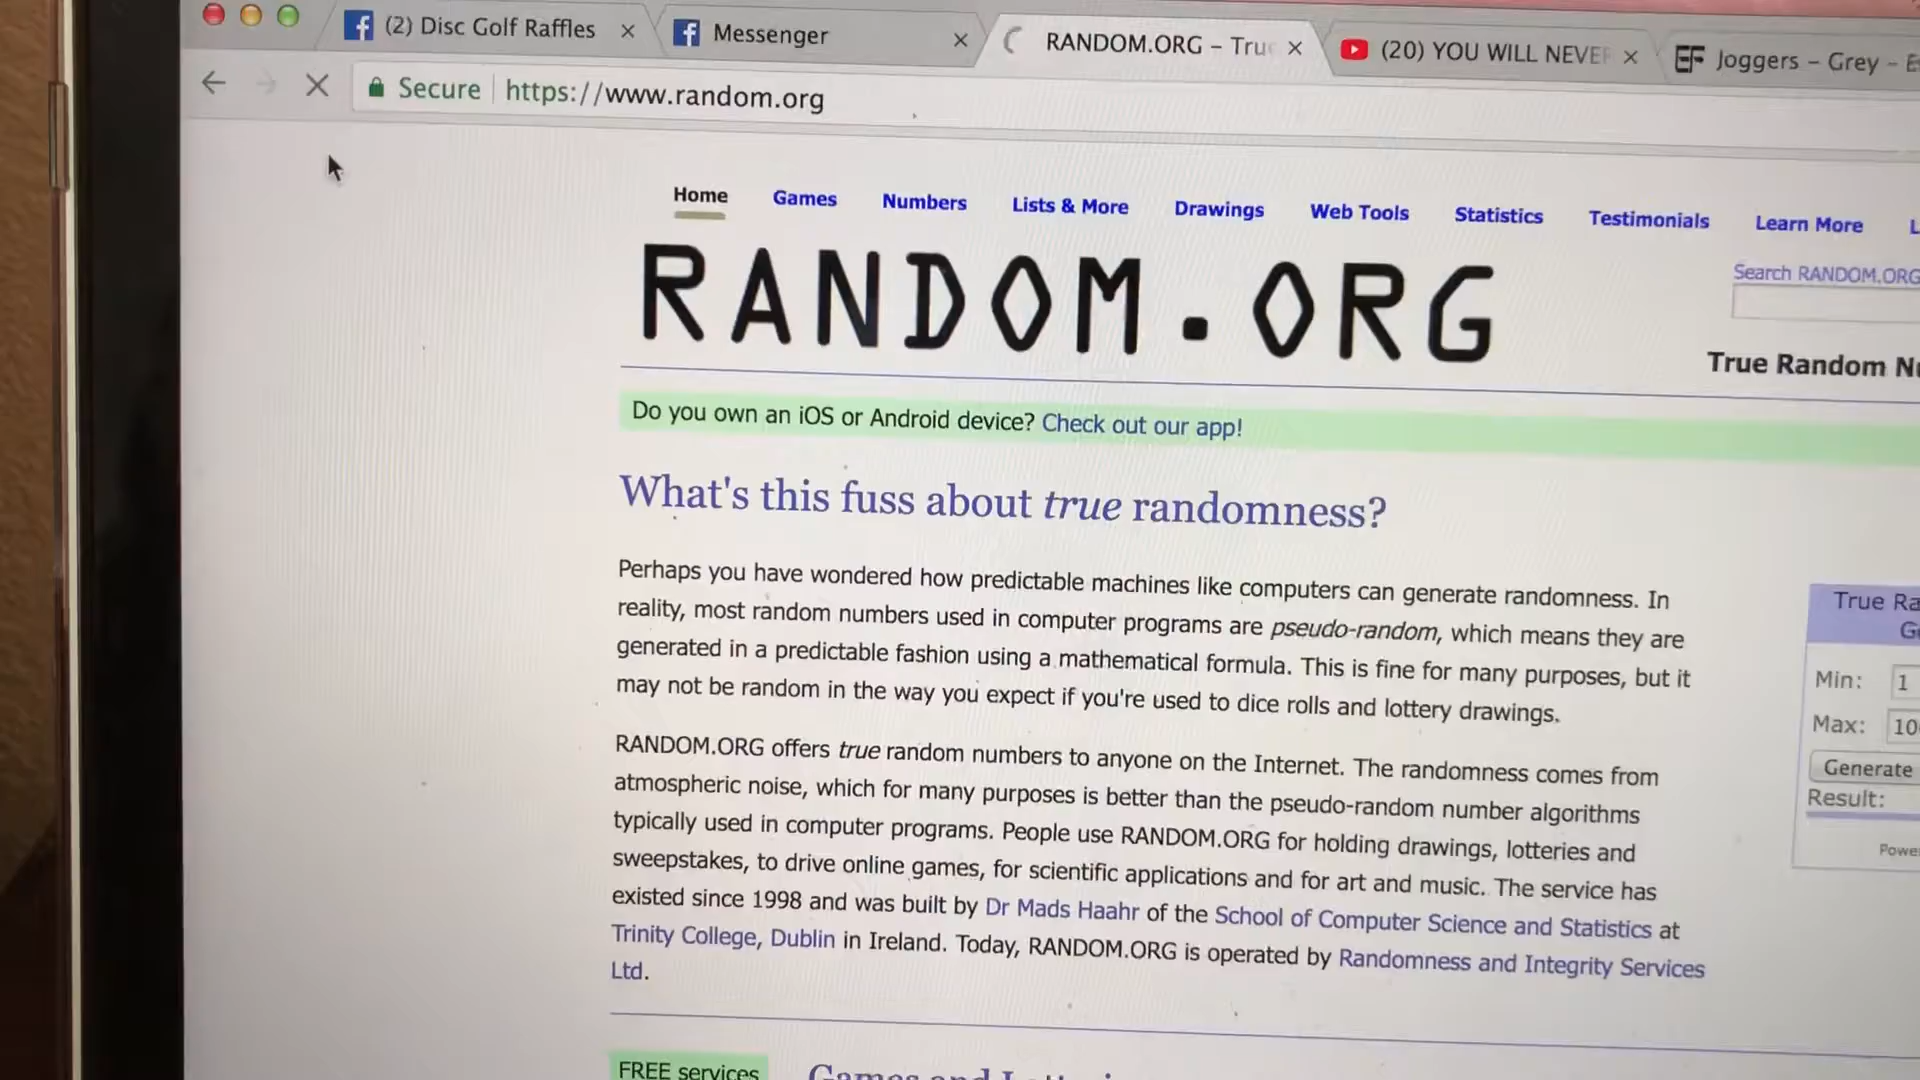 (2) Disc Golf Raffles
Messenger
RANDOM.ORG – Tru
(20) YOU WILL NEVER
Joggers – Grey –
Secure https://www.random.org
Home Games Numbers Lists & More Drawings Web Tools Statistics Testimonials Learn More
RANDOM.ORG
Search RANDOM.ORG
True Random
Do you own an iOS or Android device? Check out our app!
What's this fuss about true randomness?
Perhaps you have wondered how predictable machines like computers can generate randomness. In
reality, most random numbers used in computer programs are pseudo-random, which means they are
generated in a predictable fashion using a mathematical formula. This is fine for many purposes, but it
may not be random in the way you expect if you're used to dice rolls and lottery drawings.
RANDOM.ORG offers true random numbers to anyone on the Internet. The randomness comes from
atmospheric noise, which for many purposes is better than the pseudo-random number algorithms
typically used in computer programs. People use RANDOM.ORG for holding drawings, lotteries and
sweepstakes, to drive online games, for scientific applications and for art and music. The service has
existed since 1998 and was built by Dr Mads Haahr of the School of Computer Science and Statistics at
Trinity College, Dublin in Ireland. Today, RANDOM.ORG is operated by Randomness and Integrity Services
Ltd.
True Ra
Min: 1
Max: 10
Generate
Result:
Powe
FREE services
Games and